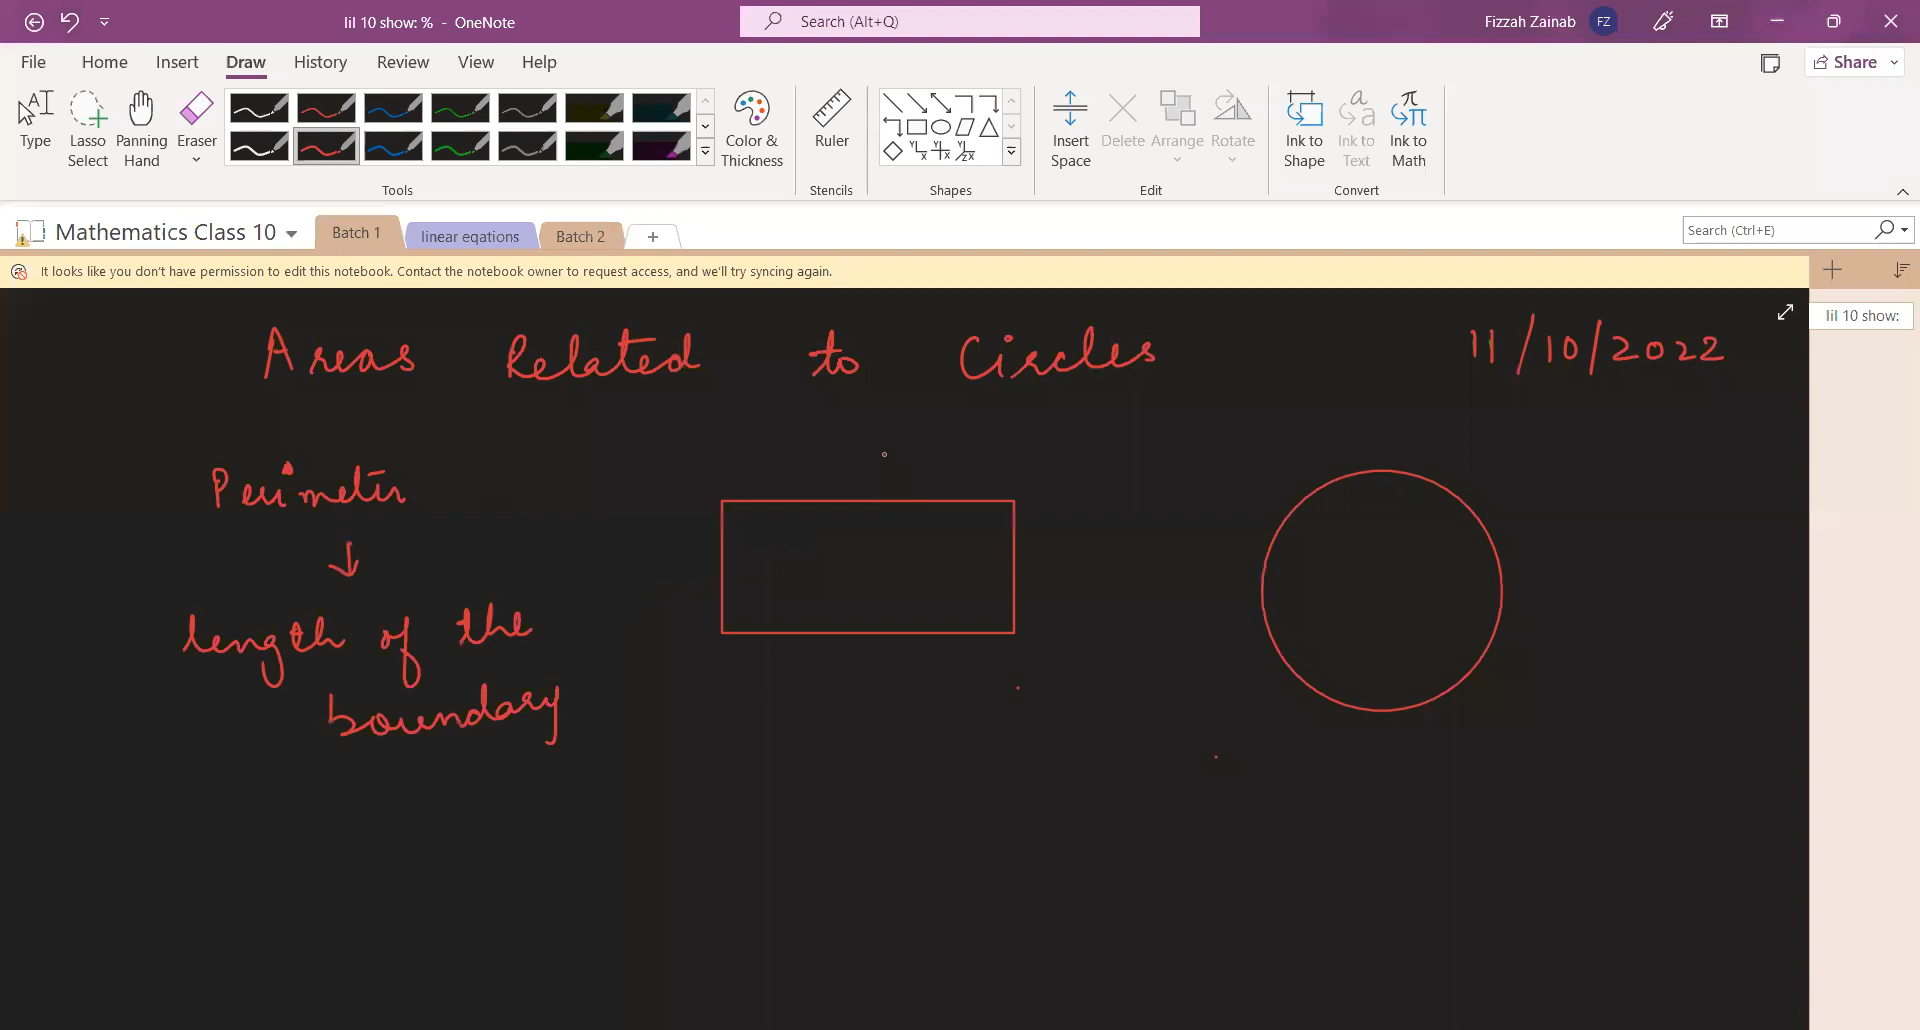 lil 10 show: % - OneNote
Search (Alt+Q)
Fizzah Zainab
FZ
File Home Insert Draw History Review View Help
Share
Type
Lasso Select
Panning Hand
Eraser
Color & Thickness
Ruler
Insert Space
Delete
Arrange
Rotate
Ink to Shape
Ink to Text
Ink to Math
Tools
Stencils
Shapes
Edit
Convert
Mathematics Class 10
Batch 1
linear eqations
Batch 2
Search (Ctrl+E)
It looks like you don't have permission to edit this notebook. Contact the notebook owner to request access, and we'll try syncing again.
lil 10 show:
Areas Related to Circles
11/10/2022
Perimeter
↓
length of the
boundary